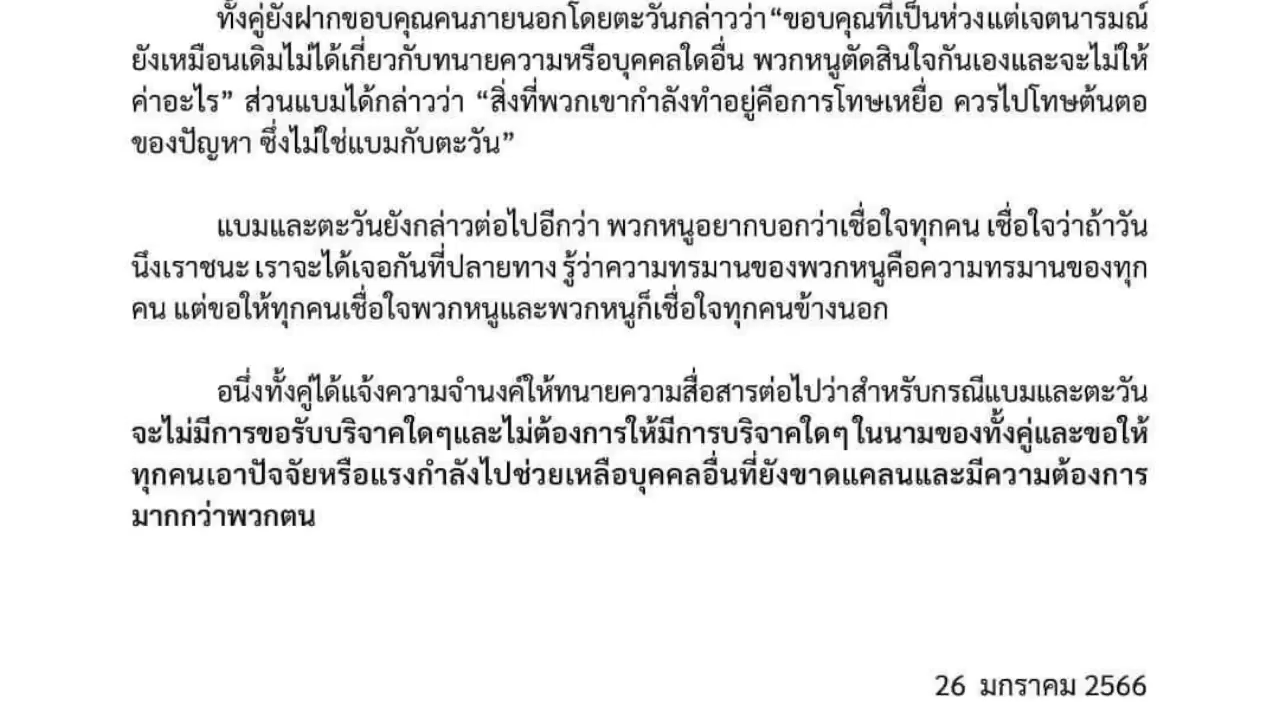 ทั้งคู่ยังฝากขอบคุณคนภายนอกโดยตะวันกล่าวว่า “ขอบคุณที่เป็นห่วงแต่เจตนารมณ์
ยังเหมือนเดิมไม่ได้เกี่ยวกับทนายความหรือบุคคลใดอื่น พวกหนูตัดสินใจกันเองและจะไม่ให้
ค่าอะไร” ส่วนแบมได้กล่าวว่า “สิ่งที่พวกเขากำลังทำอยู่คือการโทษเหยื่อ ควรไปโทษต้นตอ
ของปัญหา ซึ่งไม่ใช่แบมกับตะวัน”
แบมและตะวันยังกล่าวต่อไปอีกว่า พวกหนูอยากบอกว่าเชื่อใจทุกคน เชื่อใจว่าถ้าวัน
นึงเราชนะ เราจะได้เจอกันที่ปลายทาง รู้ว่าความทรมานของพวกหนูคือความทรมานของทุก
คน แต่ขอให้ทุกคนเชื่อใจพวกหนูและพวกหนูก็เชื่อใจทุกคนข้างนอก
อนึ่งทั้งคู่ได้แจ้งความจำนงค์ให้ทนายความสื่อสารต่อไปว่าสำหรับกรณีแบมและตะวัน
จะไม่มีการขอรับบริจาคใดๆและไม่ต้องการให้มีการบริจาคใดๆ ในนามของทั้งคู่และขอให้
ทุกคนเอาปัจจัยหรือแรงกำลังไปช่วยเหลือบุคคลอื่นที่ยังขาดแคลนและมีความต้องการ
มากกว่าพวกตน
26 มกราคม 2566